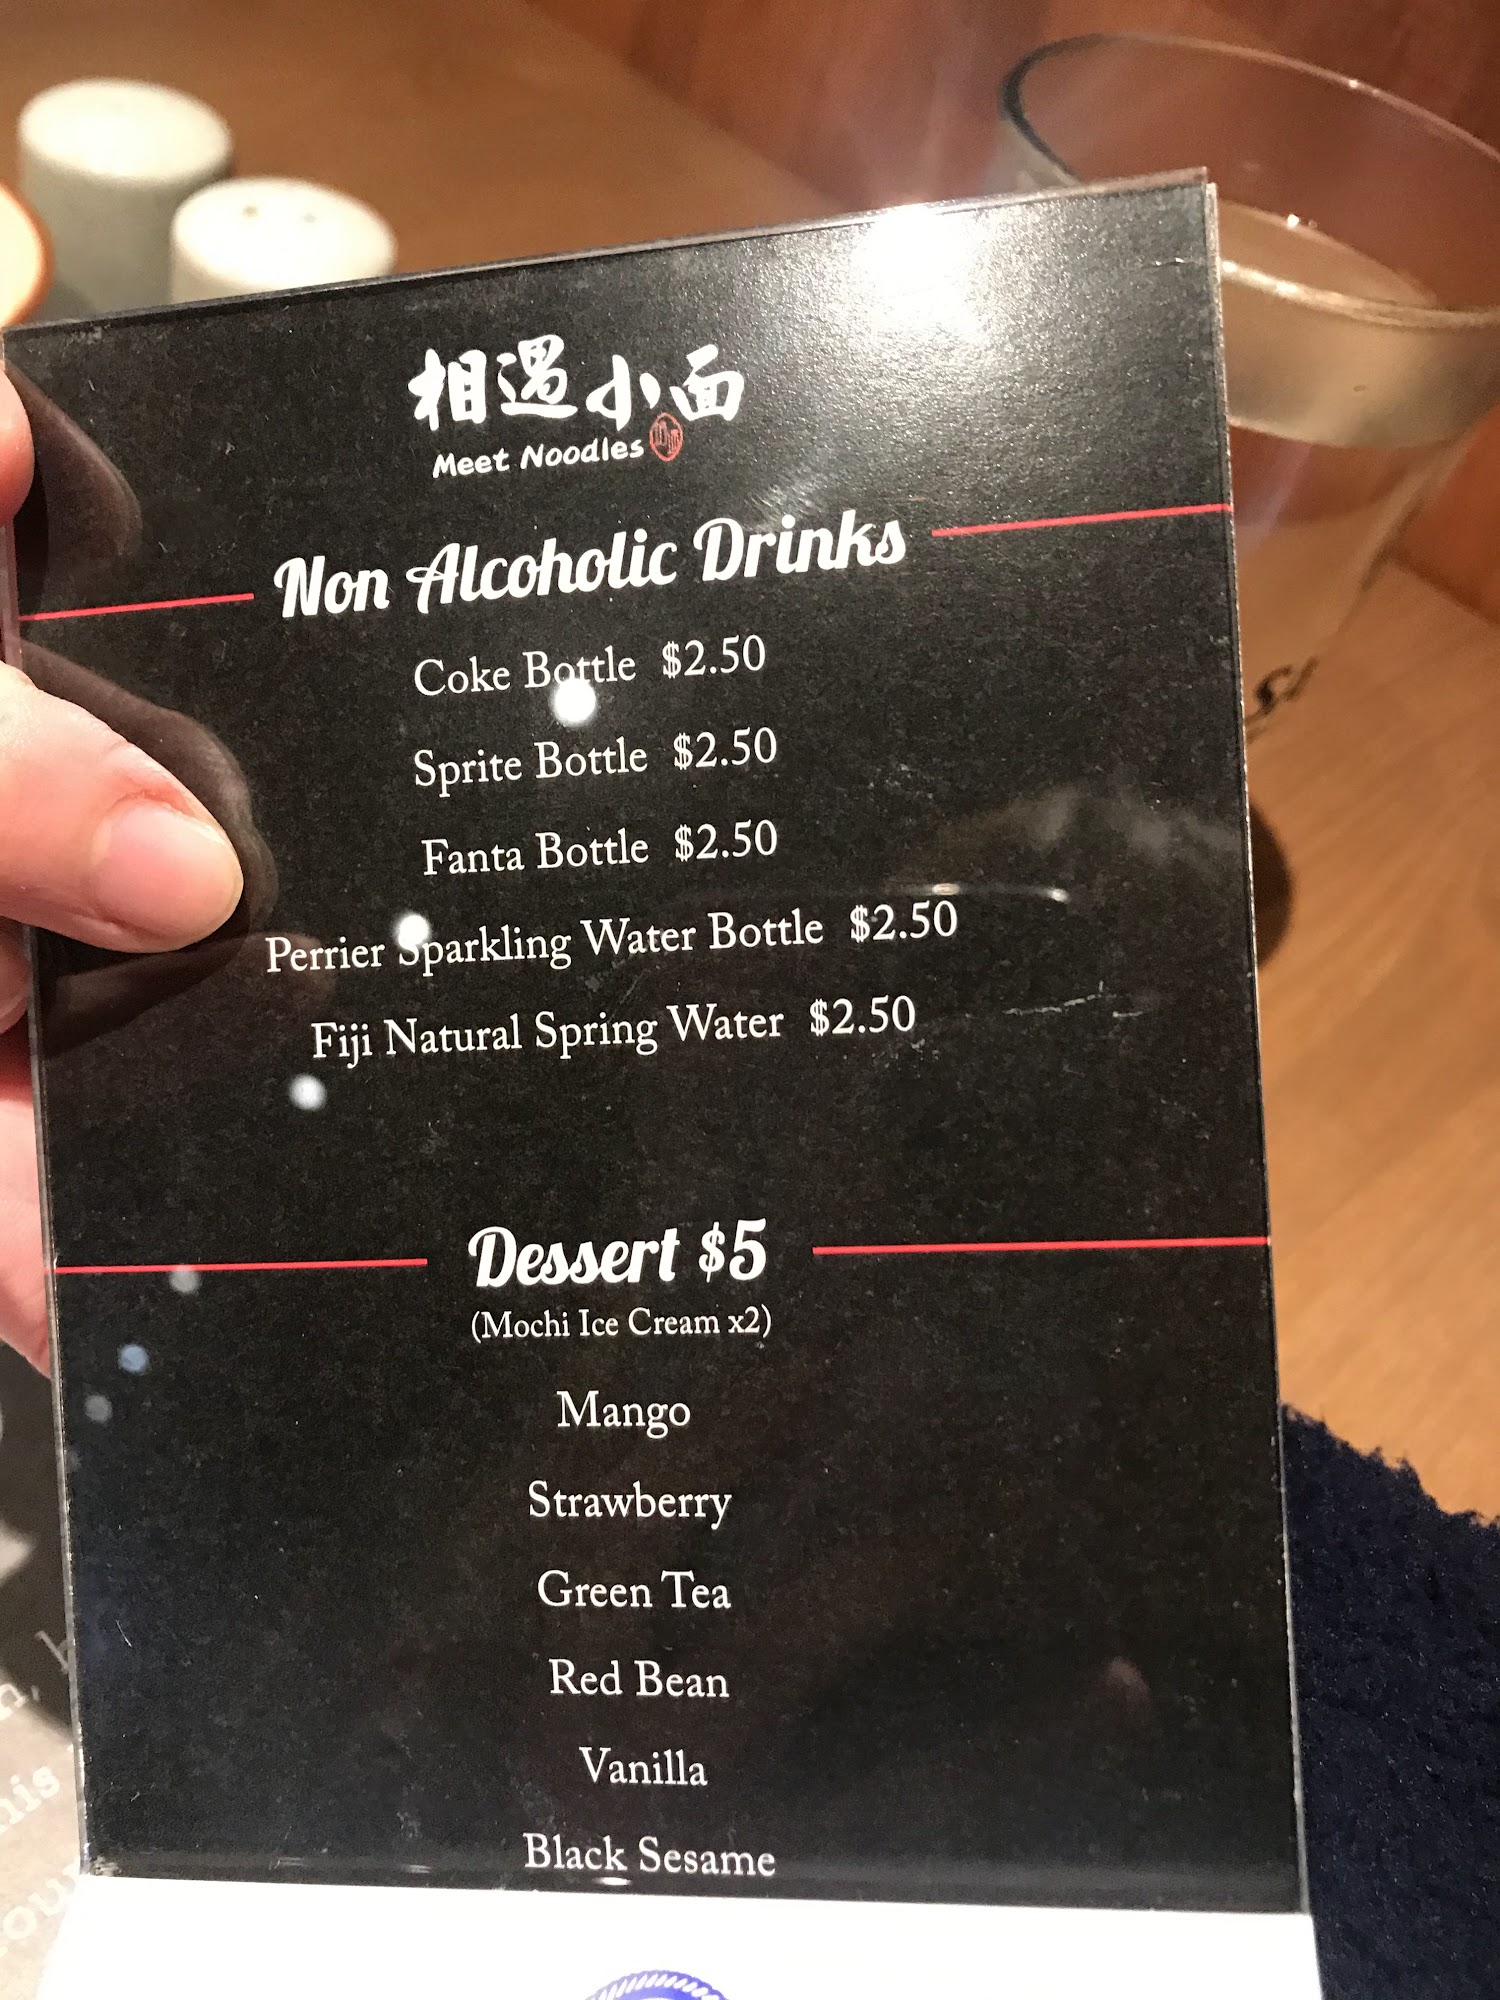 相遇小面
Meet Noodles
Non Alcoholic Drinks
Coke Bottle $2.50
Sprite Bottle $2.50
Fanta Bottle $2.50
Perrier Sparkling Water Bottle $2.50
Fiji Natural Spring Water $2.50
Dessert $5
(Mochi Ice Cream x2)
Mango
Strawberry
Green Tea
Red Bean
Vanilla
Black Sesame